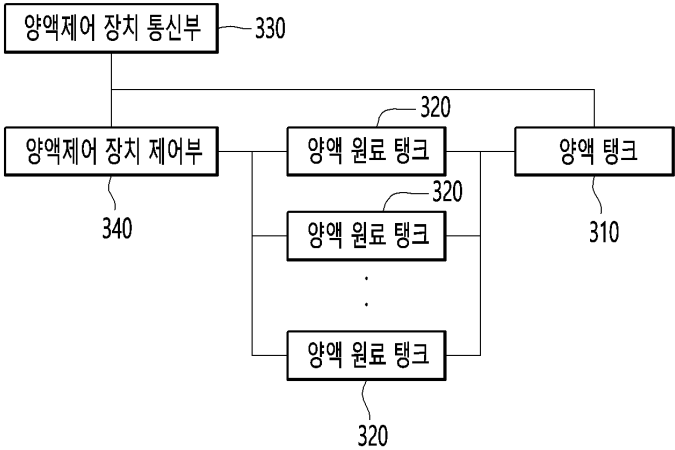 양액제어 장치 통신부
330
320
양액제어 장치 제어부
양액 원료 탱크
양액 탱크
320
340
양액 원료 탱크
310
양액 원료 탱크
320